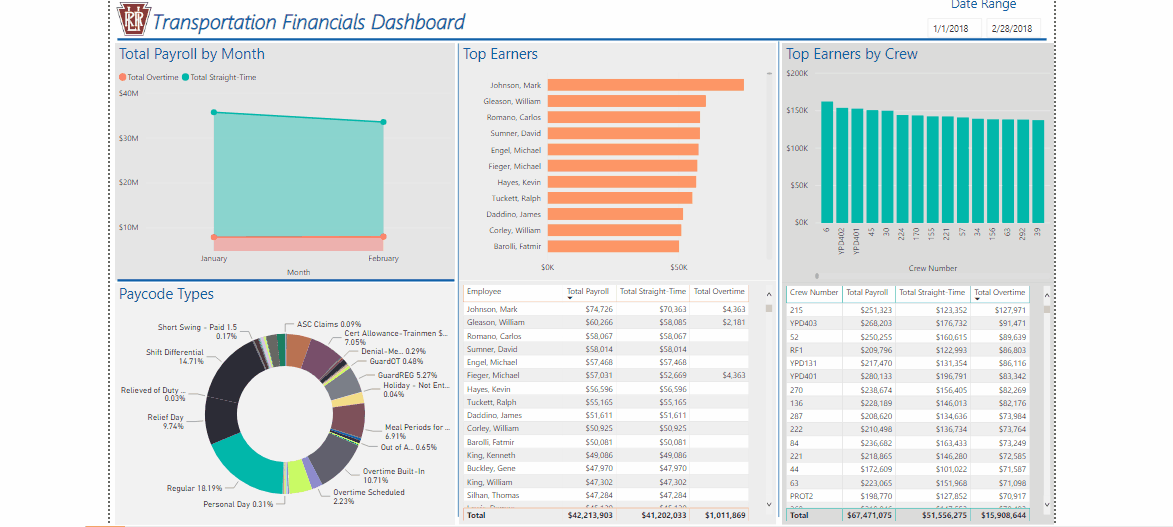 Transportation Financials Dashboard
Date Range
1/1/2018 2/28/2018
Total Payroll by Month
Total Overtime Total Straight-Time
$40M
$30M
$20M
$10M
January February
Month
Top Earners
Johnson, Mark
Gleason, William
Romano, Carlos
Sumner, David
Engel, Michael
Fieger, Michael
Hayes, Kevin
Tuckett, Ralph
Daddino, James
Corley, William
Barolli, Fatmir
$0K $50K
Top Earners by Crew
$200K
$150K
$100K
$50K
$0K
6 YPD402 YPD401 45 30 224 170 155 221 57 34 156 63 292 39
Crew Number
Paycode Types
ASC Claims 0.09%
Cert Allowance-Trainmen $...
7.05%
Denial-Me... 0.29%
GuardOT 0.48%
GuardREG 5.27%
Holiday - Not Ent...
0.04%
Meal Periods for ...
6.91%
Out of A... 0.65%
Overtime Built-In
10.71%
Overtime Scheduled
2.23%
Personal Day 0.31%
Regular 18.19%
Relief Day
9.74%
Relieved of Duty ...
0.03%
Shift Differential
14.71%
Short Swing - Paid 1.5
0.17%
Employee Total Payroll Total Straight-Time Total Overtime
Johnson, Mark $74,726 $70,363 $4,363
Gleason, William $60,266 $58,085 $2,181
Romano, Carlos $58,067 $58,067
Sumner, David $58,014 $58,014
Engel, Michael $57,468 $57,468
Fieger, Michael $57,031 $52,669 $4,363
Hayes, Kevin $56,596 $56,596
Tuckett, Ralph $55,165 $55,165
Daddino, James $51,611 $51,611
Corley, William $50,925 $50,925
Barolli, Fatmir $50,081 $50,081
King, Kenneth $49,086 $49,086
Buckley, Gene $47,970 $47,970
King, William $47,302 $47,302
Silhan, Thomas $47,284 $47,284
Total $42,213,903 $41,202,033 $1,011,869
Crew Number Total Payroll Total Straight-Time Total Overtime
215 $251,323 $123,352 $127,971
YPD403 $268,203 $176,732 $91,471
52 $250,255 $160,615 $89,639
RF1 $209,796 $122,993 $86,803
YPD131 $217,470 $131,354 $86,116
YPD401 $280,133 $196,791 $83,342
270 $238,674 $156,405 $82,269
136 $228,189 $146,013 $82,176
287 $208,620 $134,636 $73,984
222 $210,498 $136,734 $73,764
84 $236,682 $163,433 $73,249
221 $218,865 $146,280 $72,585
44 $172,609 $101,022 $71,587
63 $223,065 $151,968 $71,098
PROT2 $198,770 $127,852 $70,917
Total $67,471,075 $51,556,275 $15,908,644